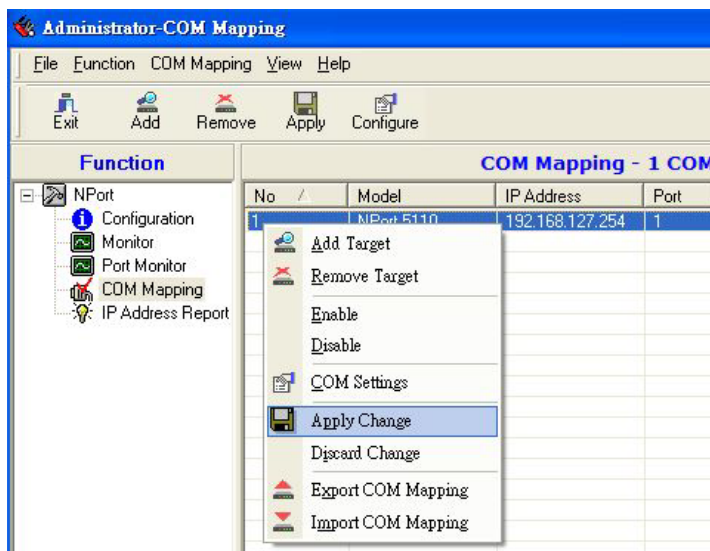 Administrator-COM Mapping
File Function COM Mapping View Help
Exit Add Remove Apply Configure
Function
COM Mapping - 1 COM
NPort
Configuration
Monitor
Port Monitor
COM Mapping
IP Address Report
No Model IP Address Port
1 NPort 5110 192.168.127.254 1
Add Target
Remove Target
Enable
Disable
COM Settings
Apply Change
Discard Change
Export COM Mapping
Import COM Mapping